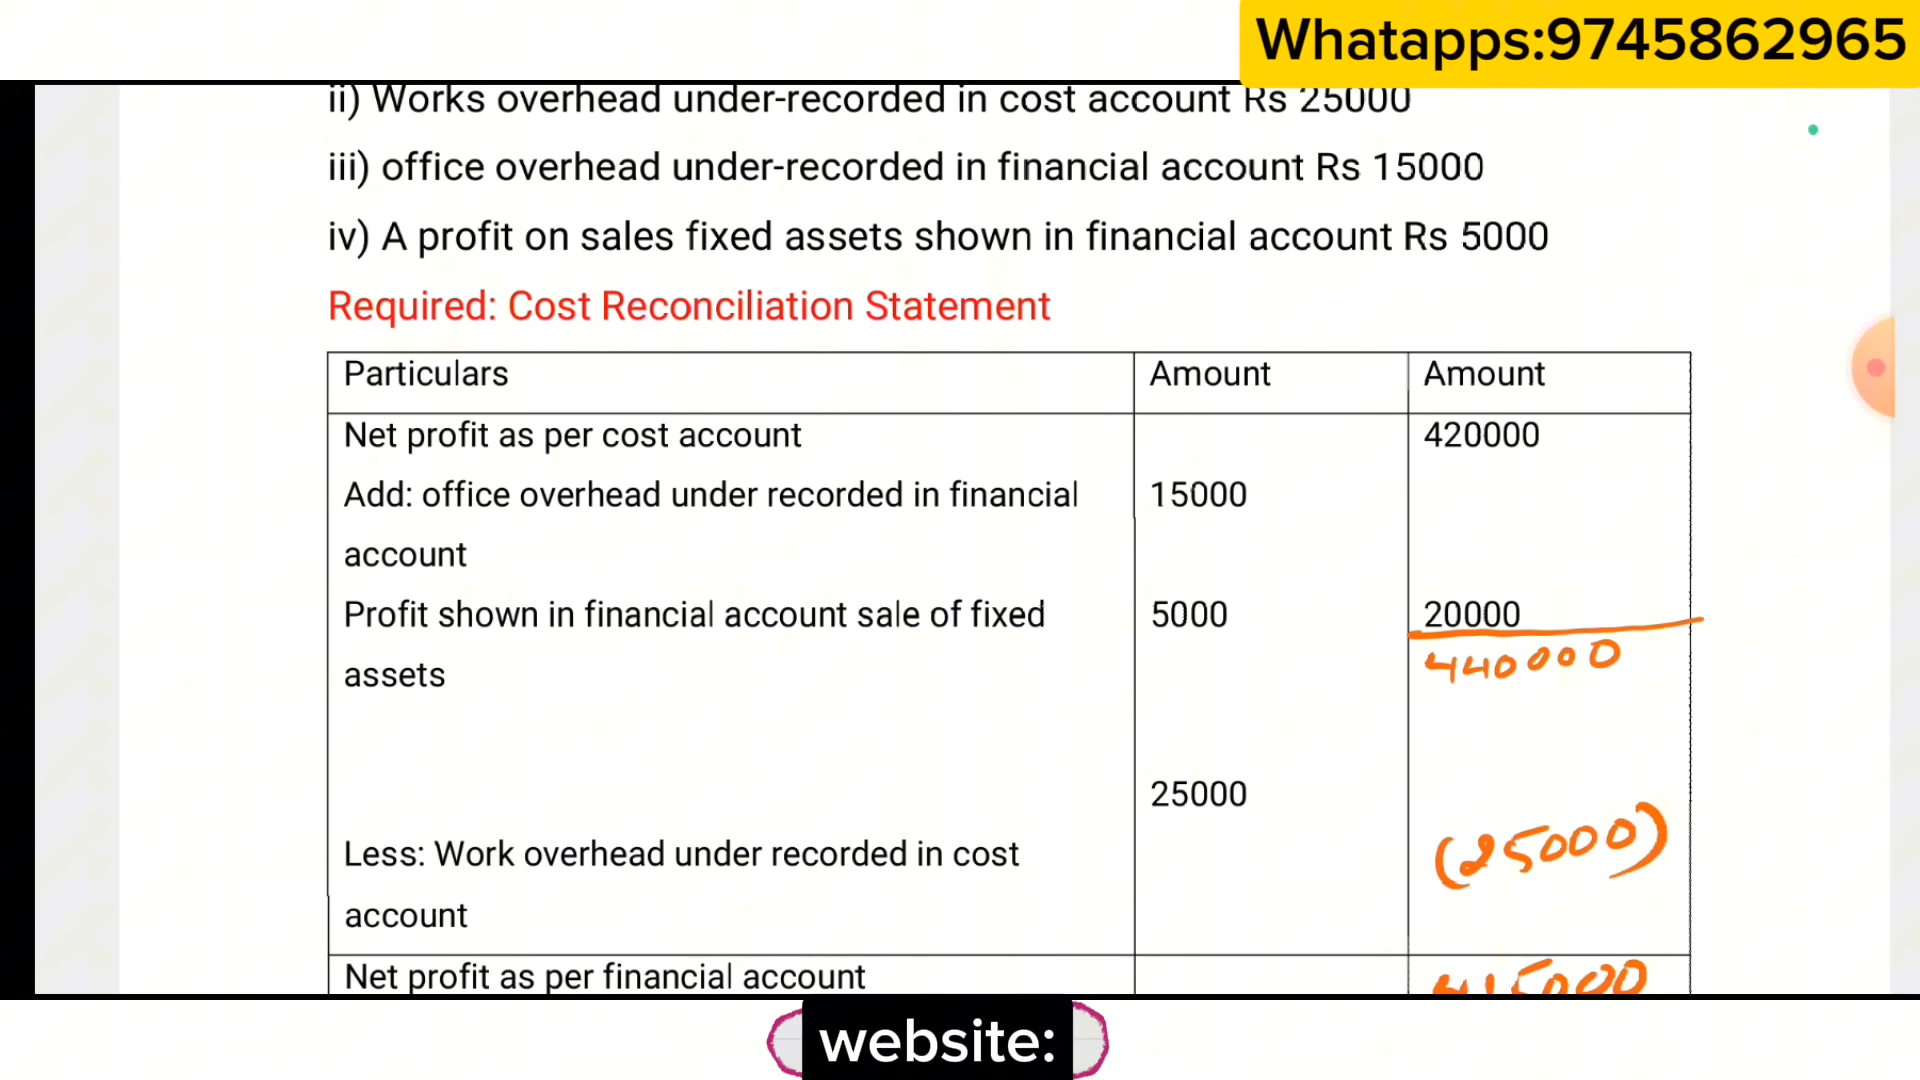 Whatapps:9745862965
ii) Works overhead under-recorded in cost account Rs 25000
iii) office overhead under-recorded in financial account Rs 15000
iv) A profit on sales fixed assets shown in financial account Rs 5000
Required: Cost Reconciliation Statement
Particulars Amount Amount
Net profit as per cost account 420000
Add: office overhead under recorded in financial 15000
account
Profit shown in financial account sale of fixed 5000 20000
assets 440000
25000
Less: Work overhead under recorded in cost (25000)
account
Net profit as per financial account 415000
website: